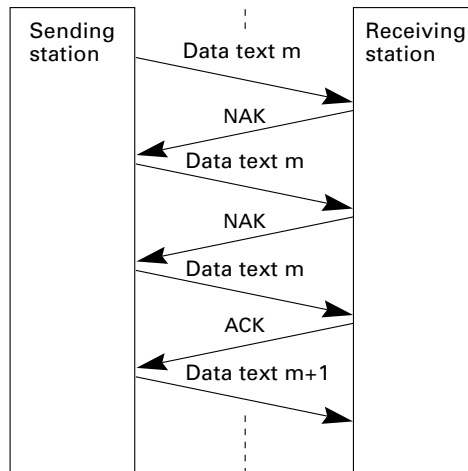 Sending
station
Receiving
station
Data text m
NAK
Data text m
NAK
Data text m
ACK
Data text m+1